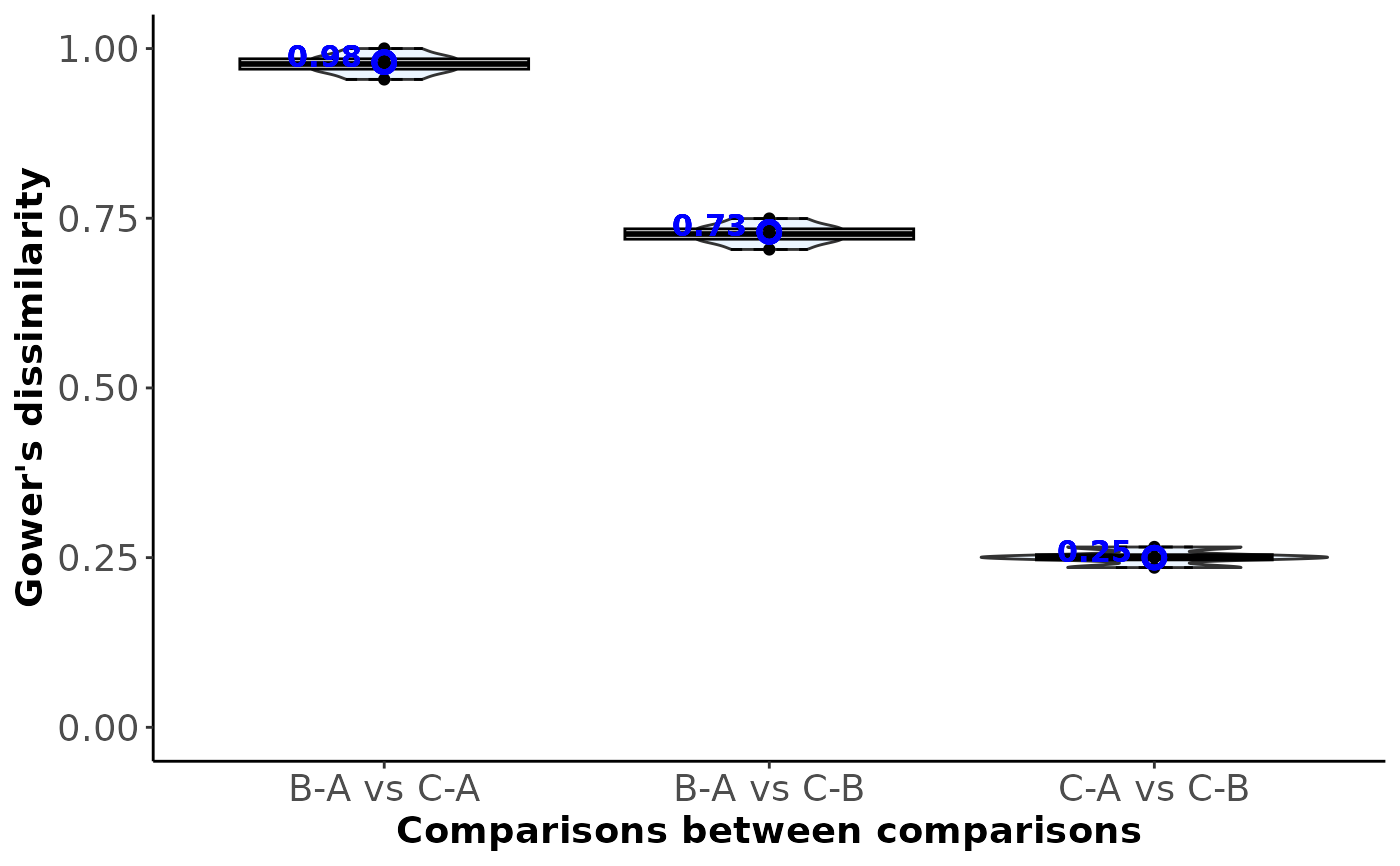 1.00
0.98
0.75
0.73
0.50
0.25
0.25
0.00
Gower's dissimilarity
B-A vs C-A
B-A vs C-B
C-A vs C-B
Comparisons between comparisons